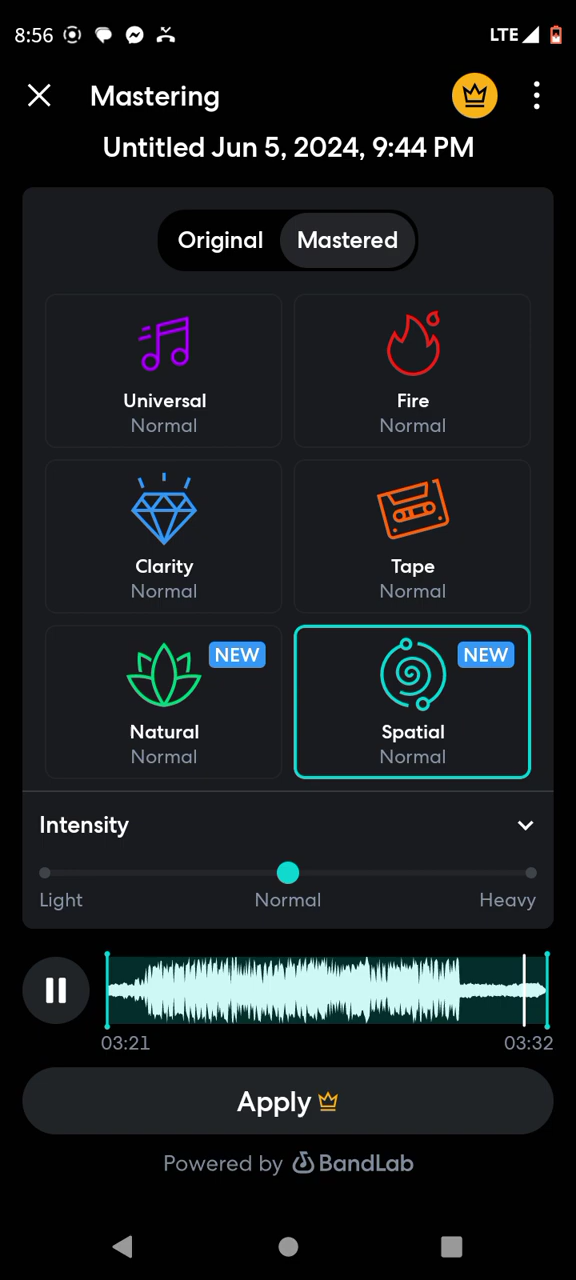 8:56 LTE
Mastering
Untitled Jun 5, 2024, 9:44 PM
Original Mastered
Universal Fire
Normal Normal
Clarity Tape
Normal Normal
NEW NEW
Natural Spatial
Normal Normal
Intensity
Light Normal Heavy
03:21 03:32
Apply
Powered by BandLab